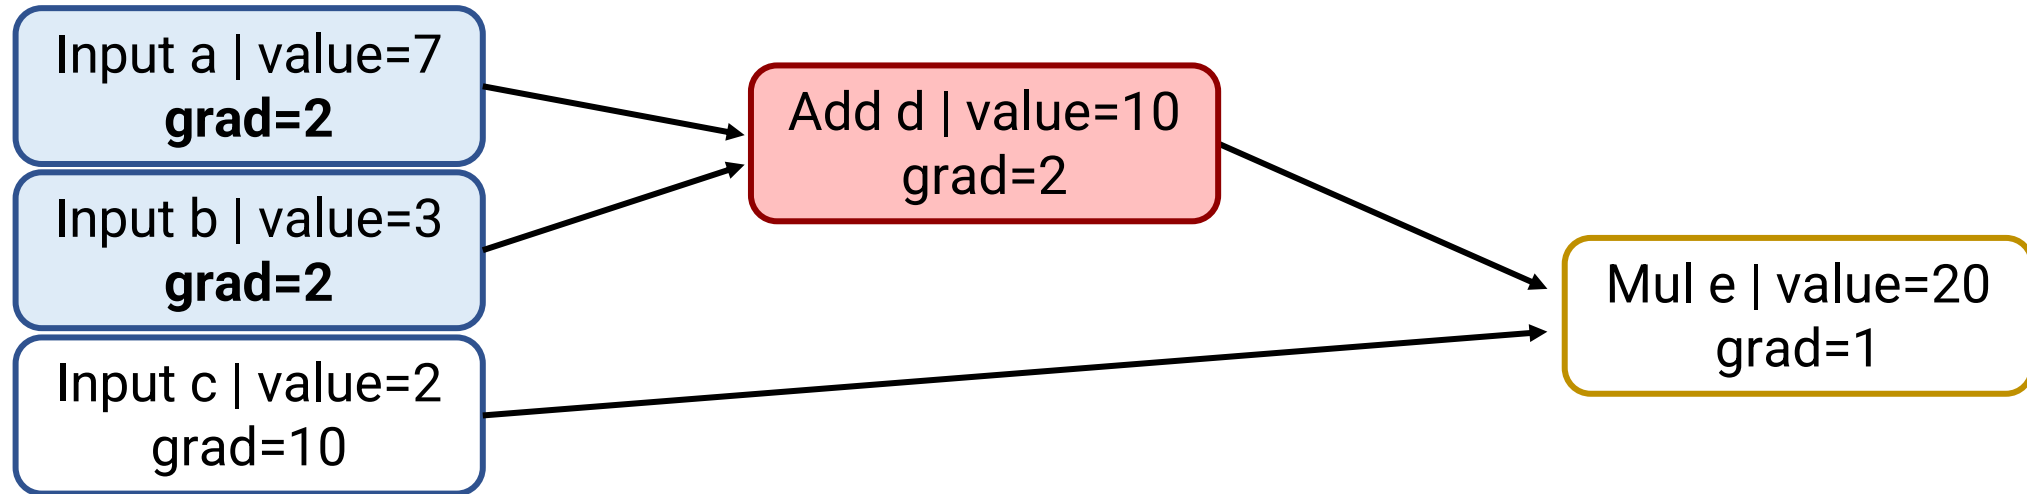 Input a | value=7
grad=2
Input b | value=3
grad=2
Input c | value=2
grad=10
Add d | value=10
grad=2
Mul e | value=20
grad=1